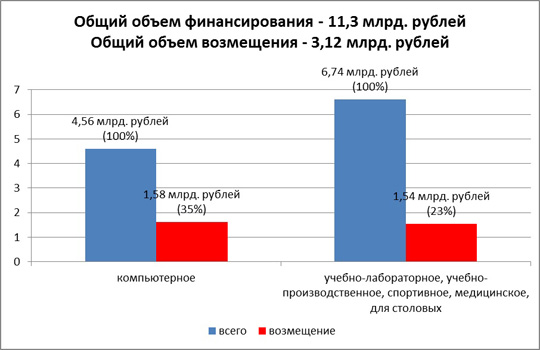 Общий объем финансирования - 11,3 млрд. рублей
Общий объем возмещения - 3,12 млрд. рублей
6,74 млрд. рублей
(100%)
4,56 млрд. рублей
(100%)
1,58 млрд. рублей
(35%)
1,54 млрд. рублей
(23%)
7
6
5
4
3
2
1
0
компьютерное
учебно-лабораторное, учебно-
производственное, спортивное, медицинское,
для столовых
всего
возмещение